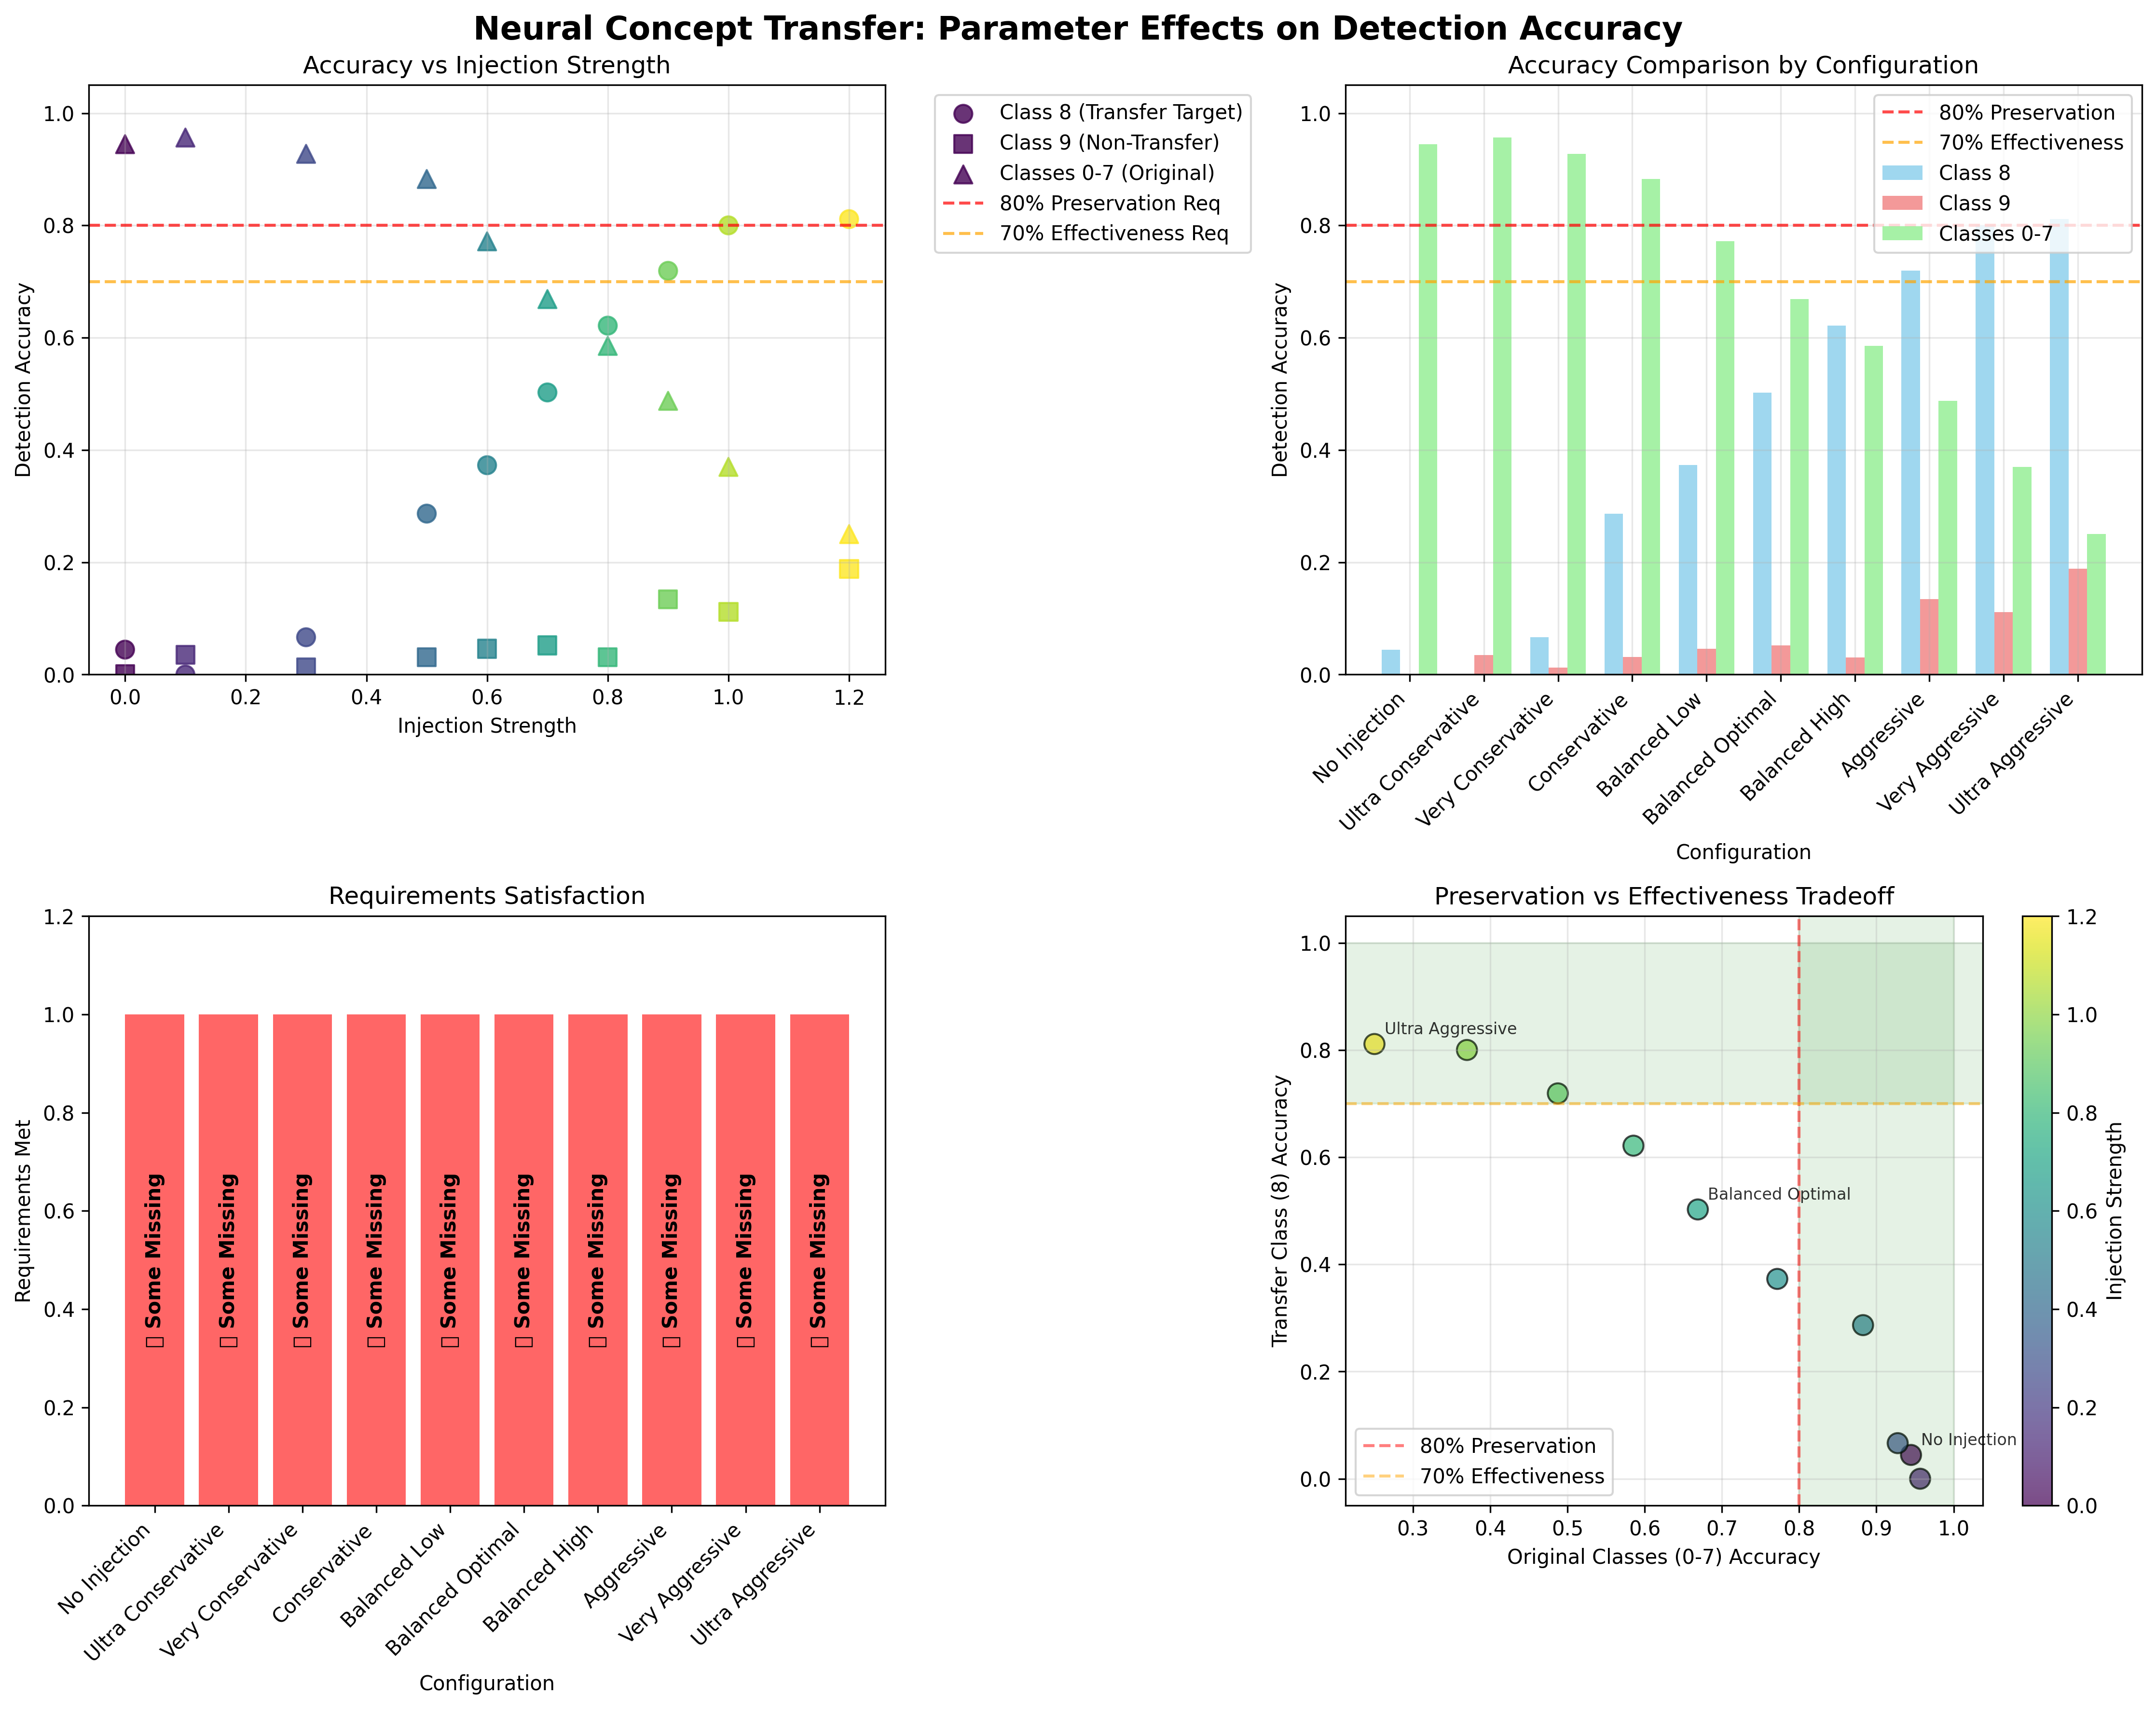 Neural Concept Transfer: Parameter Effects on Detection Accuracy
Accuracy vs Injection Strength
Detection Accuracy
1.0
0.8
0.6
0.4
0.2
0.0
0.0 0.2 0.4 0.6 0.8 1.0 1.2
Injection Strength
Class 8 (Transfer Target)
Class 9 (Non-Transfer)
Classes 0-7 (Original)
80% Preservation Req
70% Effectiveness Req
Accuracy Comparison by Configuration
Detection Accuracy
1.0
0.8
0.6
0.4
0.2
0.0
80% Preservation
70% Effectiveness
Class 8
Class 9
Classes 0-7
No Injection
Ultra Conservative
Very Conservative
Conservative
Balanced Low
Balanced Optimal
Balanced High
Aggressive
Very Aggressive
Ultra Aggressive
Configuration
Requirements Satisfaction
Requirements Met
1.2
1.0
0.8
0.6
0.4
0.2
0.0
Some Missing
Some Missing
Some Missing
Some Missing
Some Missing
Some Missing
Some Missing
Some Missing
Some Missing
Some Missing
No Injection
Ultra Conservative
Very Conservative
Conservative
Balanced Low
Balanced Optimal
Balanced High
Aggressive
Very Aggressive
Ultra Aggressive
Configuration
Preservation vs Effectiveness Tradeoff
Transfer Class (8) Accuracy
1.0
0.8
0.6
0.4
0.2
0.0
Ultra Aggressive
Balanced Optimal
No Injection
80% Preservation
70% Effectiveness
0.3 0.4 0.5 0.6 0.7 0.8 0.9 1.0
Original Classes (0-7) Accuracy
1.2
1.0
0.8
0.6
0.4
0.2
0.0
Injection Strength